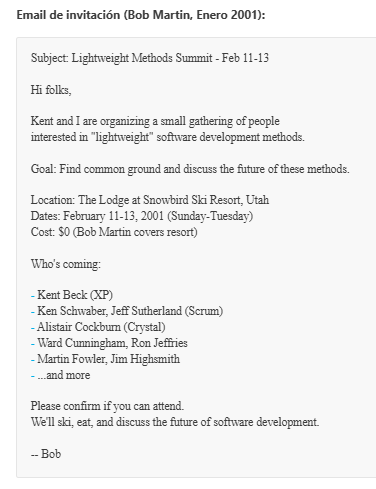 Email de invitación (Bob Martin, Enero 2001):
Subject: Lightweight Methods Summit - Feb 11-13
Hi folks,
Kent and I are organizing a small gathering of people
interested in "lightweight" software development methods.
Goal: Find common ground and discuss the future of these methods.
Location: The Lodge at Snowbird Ski Resort, Utah
Dates: February 11-13, 2001 (Sunday-Tuesday)
Cost: $0 (Bob Martin covers resort)
Who's coming:
- Kent Beck (XP)
- Ken Schwaber, Jeff Sutherland (Scrum)
- Alistair Cockburn (Crystal)
- Ward Cunningham, Ron Jeffries
- Martin Fowler, Jim Highsmith
- ...and more
Please confirm if you can attend.
We'll ski, eat, and discuss the future of software development.
-- Bob